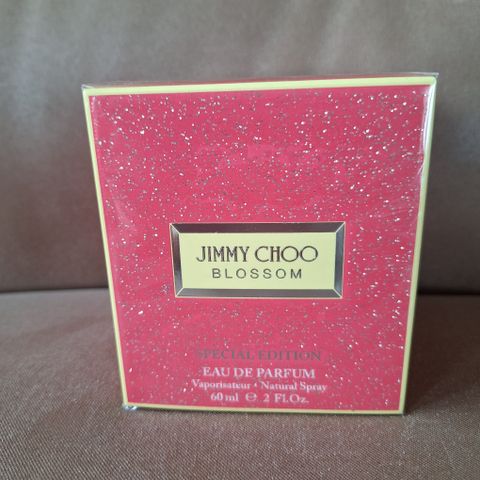 JIMMY CHOO
BLOSSOM
SPECIAL EDITION
EAU DE PARFUM
Vaporisateur · Natural Spray
60 ml ℮ 2 Fl.Oz.